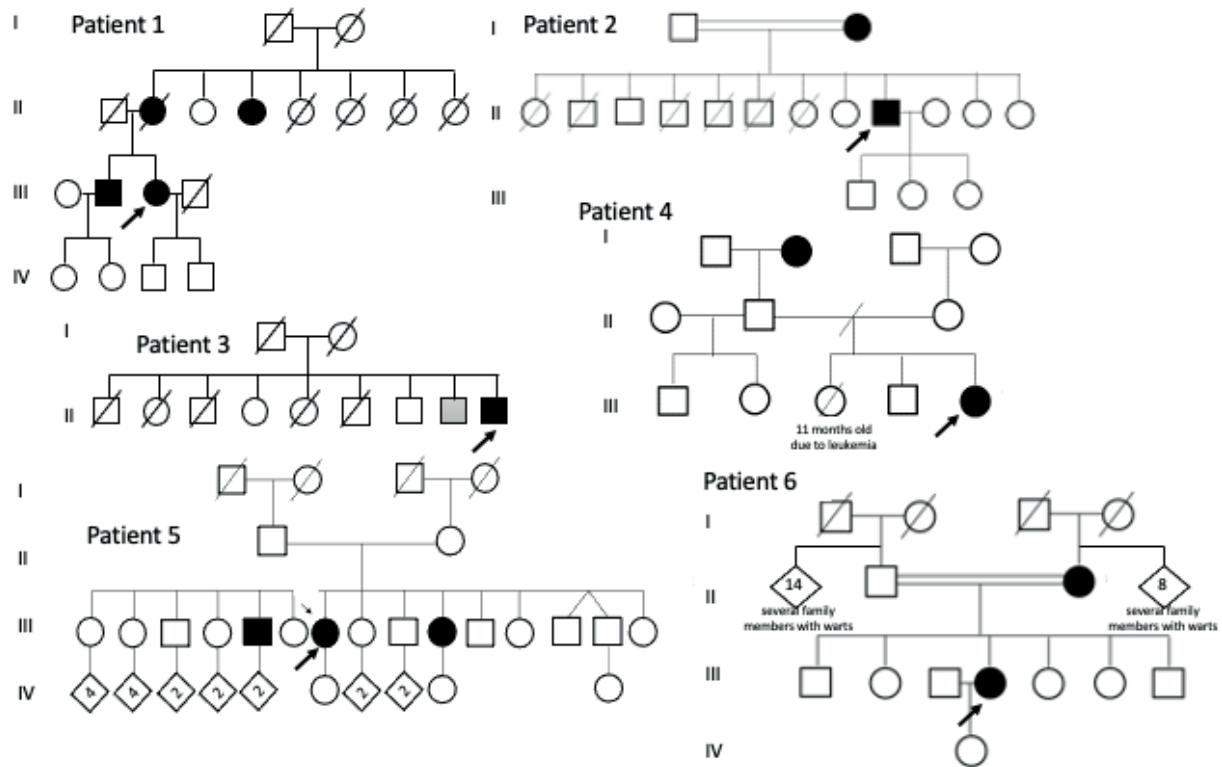 I
Patient 1
II
III
IV
Patient 2
I
II
III
Patient 4
I
II
III
11 months old
due to leukemia
I
Patient 3
II
I
Patient 5
II
III
IV
4
4
2
2
2
2
2
Patient 6
I
II
14
several family
members with warts
8
several family
members with warts
III
IV